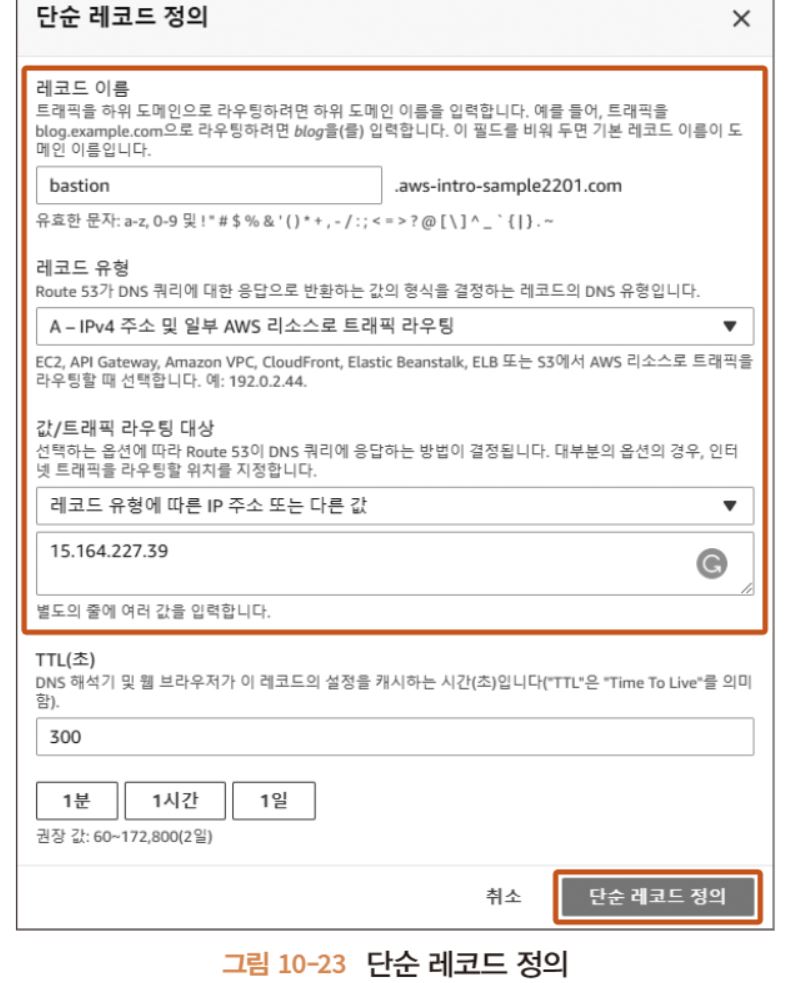 단순 레코드 정의
레코드 이름
트래픽을 하위 도메인으로 라우팅하려면 하위 도메인 이름을 입력합니다. 예를 들어, 트래픽을
blog.example.com으로 라우팅하려면 blog을(를) 입력합니다. 이 필드를 비워 두면 기본 레코드 이름이 도
메인 이름입니다.
bastion .aws-intro-sample2201.com
유효한 문자: a-z, 0-9 및 ! " # $ % & ' ( ) * + , - / : ; < = > ? @ [ \ ] ^ _ ` { | } . ~
레코드 유형
Route 53가 DNS 쿼리에 대한 응답으로 반환하는 값의 형식을 결정하는 레코드의 DNS 유형입니다.
A – IPv4 주소 및 일부 AWS 리소스로 트래픽 라우팅
EC2, API Gateway, Amazon VPC, CloudFront, Elastic Beanstalk, ELB 또는 S3에서 AWS 리소스로 트래픽을
라우팅할 때 선택합니다. 예: 192.0.2.44.
값/트래픽 라우팅 대상
선택하는 옵션에 따라 Route 53이 DNS 쿼리에 응답하는 방법이 결정됩니다. 대부분의 옵션의 경우, 인터
넷 트래픽을 라우팅할 위치를 지정합니다.
레코드 유형에 따른 IP 주소 또는 다른 값
15.164.227.39
별도의 줄에 여러 값을 입력합니다.
TTL(초)
DNS 해석기 및 웹 브라우저가 이 레코드의 설정을 캐시하는 시간(초)입니다("TTL"은 "Time To Live"를 의미
함).
300
1분 1시간 1일
권장 값: 60~172,800(2일)
취소 단순 레코드 정의
그림 10-23 단순 레코드 정의